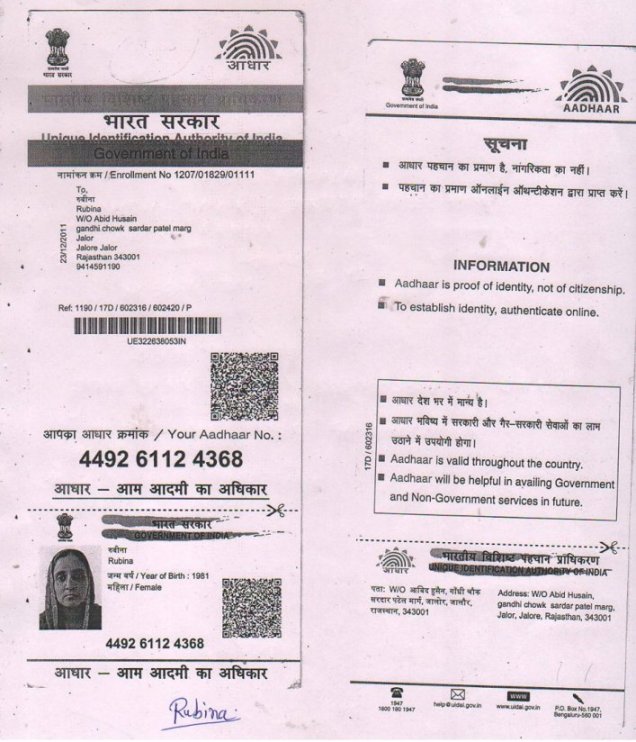 भारत सरकार
आधार
भारतीय विशिष्ट पहचान प्राधिकरण
भारत सरकार
Unique Identification Authority of India
Government of India
नामांकन क्रम / Enrollment No 1207/01829/01111
To,
रुबीना
Rubina
W/O Abid Husain
gandhi chowk sardar patel marg
Jalor
Jalore Jalor
Rajasthan 343001
9414591190
23/12/2011
Ref: 1190 / 17D / 602316 / 602420 / P
UE322638053IN
आपका आधार क्रमांक / Your Aadhaar No. :
4492 6112 4368
आधार – आम आदमी का अधिकार
भारत सरकार
GOVERNMENT OF INDIA
रुबीना
Rubina
जन्म वर्ष / Year of Birth : 1981
महिला / Female
4492 6112 4368
आधार – आम आदमी का अधिकार
Rubina
Government of India
AADHAAR
सूचना
■ आधार पहचान का प्रमाण है, नागरिकता का नहीं।
■ पहचान का प्रमाण ऑनलाईन ऑथन्टीकेशन द्वारा प्राप्त करें।
INFORMATION
■ Aadhaar is proof of identity, not of citizenship.
■ To establish identity, authenticate online.
17D / 602316
■ आधार देश भर में मान्य है।
■ आधार भविष्य में सरकारी और गैर-सरकारी सेवाओं का लाभ
उठाने में उपयोगी होगा।
■ Aadhaar is valid throughout the country.
■ Aadhaar will be helpful in availing Government
and Non-Government services in future.
आधार
भारतीय विशिष्ट पहचान प्राधिकरण
UNIQUE IDENTIFICATION AUTHORITY OF INDIA
पता: W/O आबिद हुसैन, गाँधी चौक
सरदार पटेल मार्ग, जालोर, जालौर,
राजस्थान, 343001
Address: W/O Abid Husain,
gandhi chowk sardar patel marg,
Jalor, Jalore, Rajasthan, 343001
1947
1800 180 1947
help@uidai.gov.in
www
www.uidai.gov.in
P.O. Box No.1947,
Bengaluru-560 001